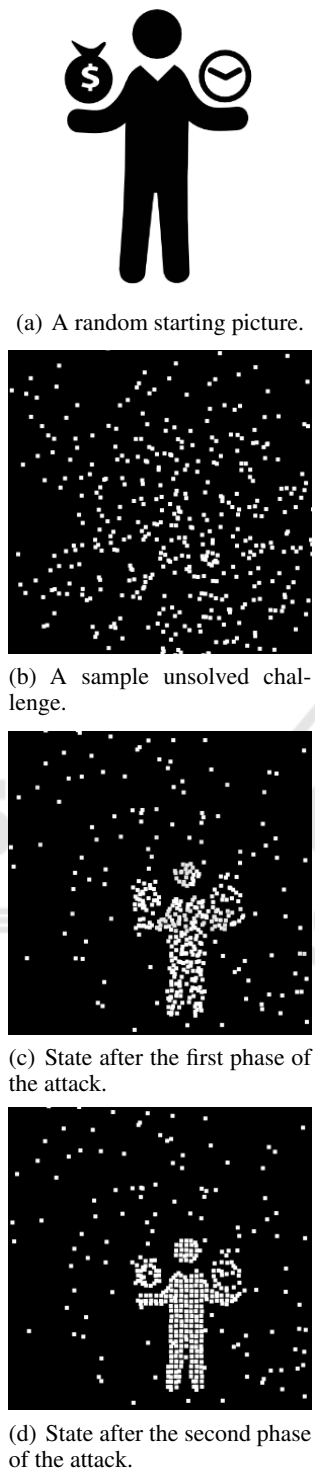 $
(a) A random starting picture.
(b) A sample unsolved chal-
lenge.
(c) State after the first phase of
the attack.
(d) State after the second phase
of the attack.